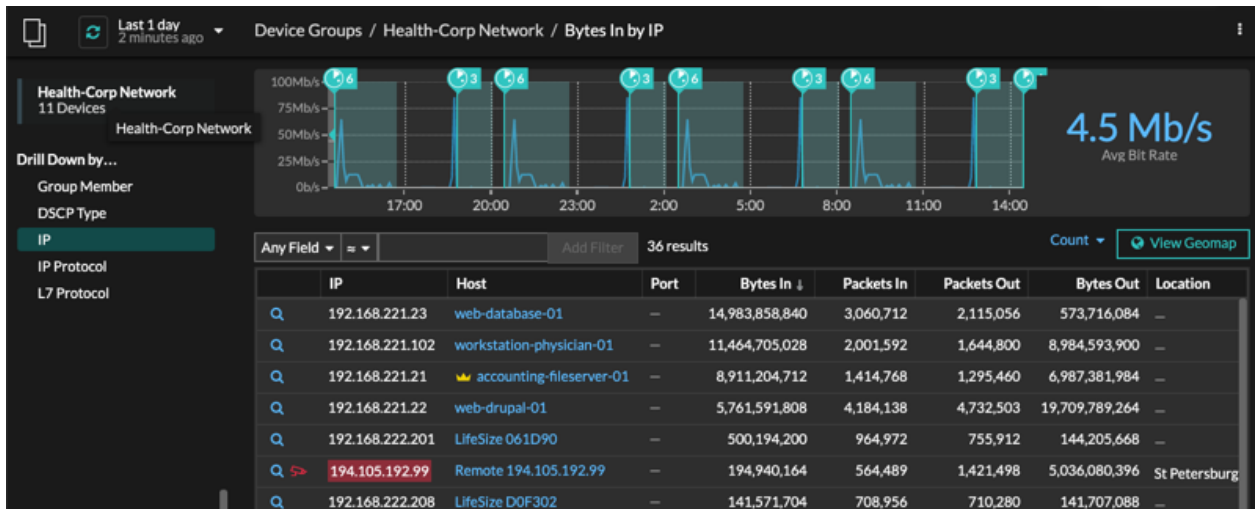 Last 1 day
2 minutes ago
Device Groups / Health-Corp Network / Bytes In by IP
Health-Corp Network
11 Devices
Health-Corp Network
Drill Down by...
Group Member
DSCP Type
IP
IP Protocol
L7 Protocol
6 3 6 3 6 3 6 3
100Mb/s
75Mb/s
50Mb/s
25Mb/s
0b/s
17:00 20:00 23:00 2:00 5:00 8:00 11:00 14:00
4.5 Mb/s
Avg Bit Rate
Any Field ≈ Add Filter 36 results Count View Geomap
IP Host Port Bytes In ↓ Packets In Packets Out Bytes Out Location
192.168.221.23 web-database-01 — 14,983,858,840 3,060,712 2,115,056 573,716,084 —
192.168.221.102 workstation-physician-01 — 11,464,705,028 2,001,592 1,644,800 8,984,593,900 —
192.168.221.21 accounting-fileserver-01 — 8,911,204,712 1,414,768 1,295,460 6,987,381,984 —
192.168.221.22 web-drupal-01 — 5,761,591,808 4,184,138 4,732,503 19,709,789,264 —
192.168.222.201 LifeSize 061D90 — 500,194,200 964,972 755,912 144,205,668 —
194.105.192.99 Remote 194.105.192.99 — 194,940,164 564,489 1,421,498 5,036,080,396 St Petersburg
192.168.222.208 LifeSize D0F302 — 141,571,704 708,956 710,280 141,707,088 —